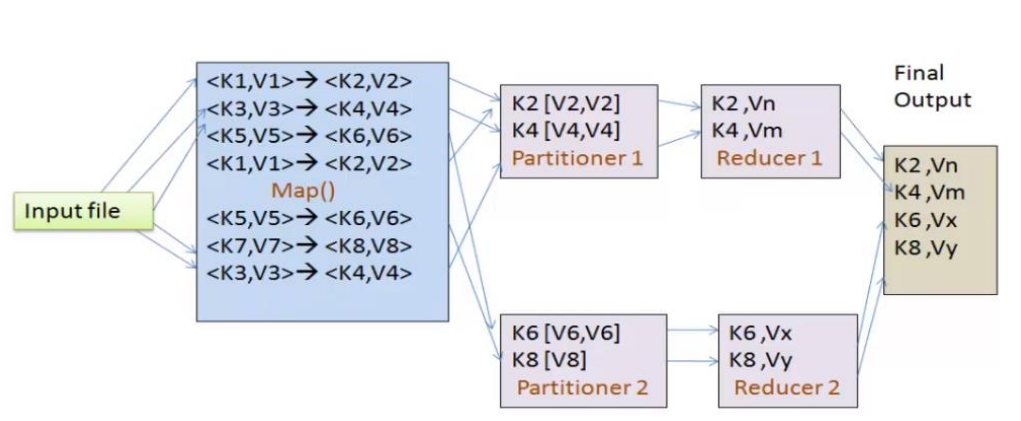 Input file
<K1,V1>→ <K2,V2>
<K3,V3>→ <K4,V4>
<K5,V5>→ <K6,V6>
<K1,V1>→ <K2,V2>
Map()
<K5,V5>→ <K6,V6>
<K7,V7>→ <K8,V8>
<K3,V3>→ <K4,V4>
K2 [V2,V2]
K4 [V4,V4]
Partitioner 1
K2 ,Vn
K4 ,Vm
Reducer 1
K6 [V6,V6]
K8 [V8]
Partitioner 2
K6 ,Vx
K8 ,Vy
Reducer 2
Final
Output
K2 ,Vn
K4 ,Vm
K6 ,Vx
K8 ,Vy